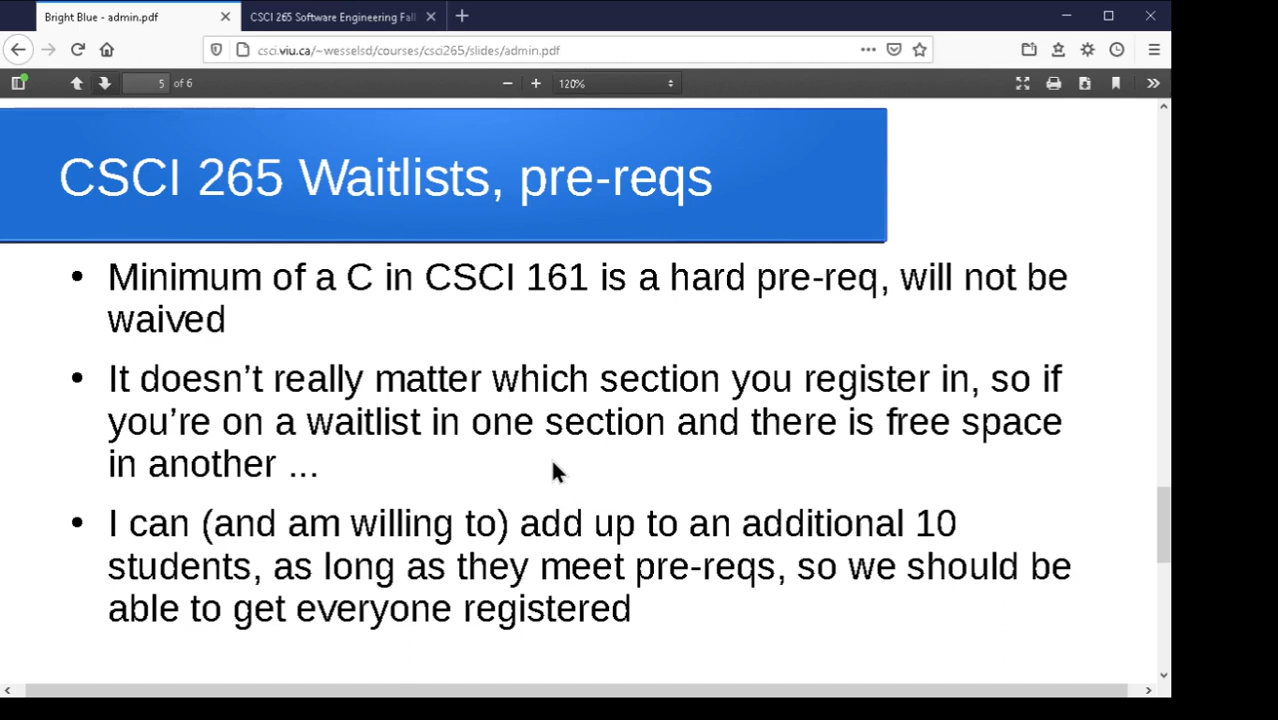 Bright Blue - admin.pdf
CSCI 265 Software Engineering Fall
csci.viu.ca/~wesselsd/courses/csci265/slides/admin.pdf
5 of 6
120%
CSCI 265 Waitlists, pre-reqs
• Minimum of a C in CSCI 161 is a hard pre-req, will not be
waived
• It doesn’t really matter which section you register in, so if
you’re on a waitlist in one section and there is free space
in another ...
• I can (and am willing to) add up to an additional 10
students, as long as they meet pre-reqs, so we should be
able to get everyone registered